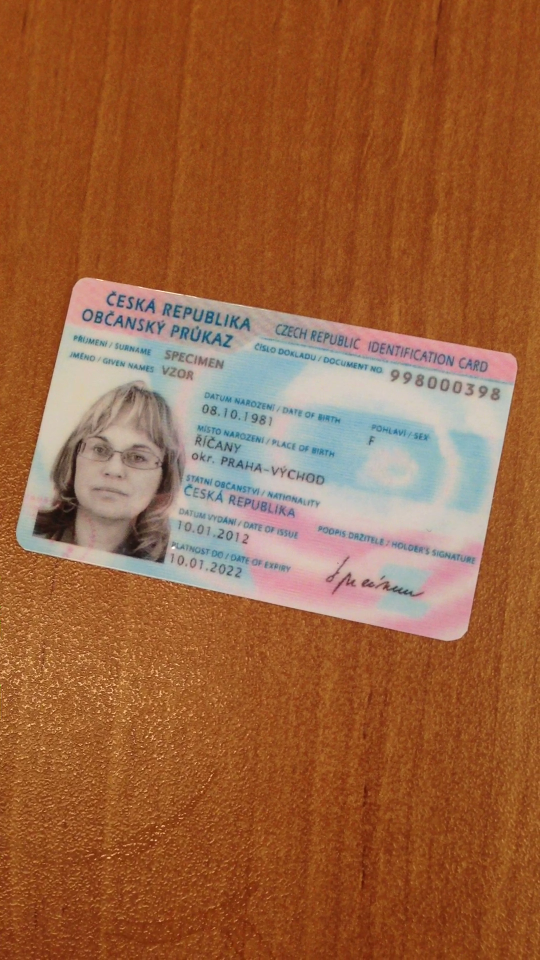 ČESKÁ REPUBLIKA
OBČANSKÝ PRŮKAZ
CZECH REPUBLIC IDENTIFICATION CARD
PŘÍJMENÍ / SURNAME SPECIMEN
JMÉNO / GIVEN NAMES VZOR
ČÍSLO DOKLADU / DOCUMENT NO. 998000398
DATUM NAROZENÍ / DATE OF BIRTH
08.10.1981
POHLAVÍ / SEX
F
MÍSTO NAROZENÍ / PLACE OF BIRTH
ŘÍČANY
okr. PRAHA-VÝCHOD
STÁTNÍ OBČANSTVÍ / NATIONALITY
ČESKÁ REPUBLIKA
DATUM VYDÁNÍ / DATE OF ISSUE
10.01.2012
PODPIS DRŽITELE / HOLDER'S SIGNATURE
PLATNOST DO / DATE OF EXPIRY
10.01.2022
Specimen